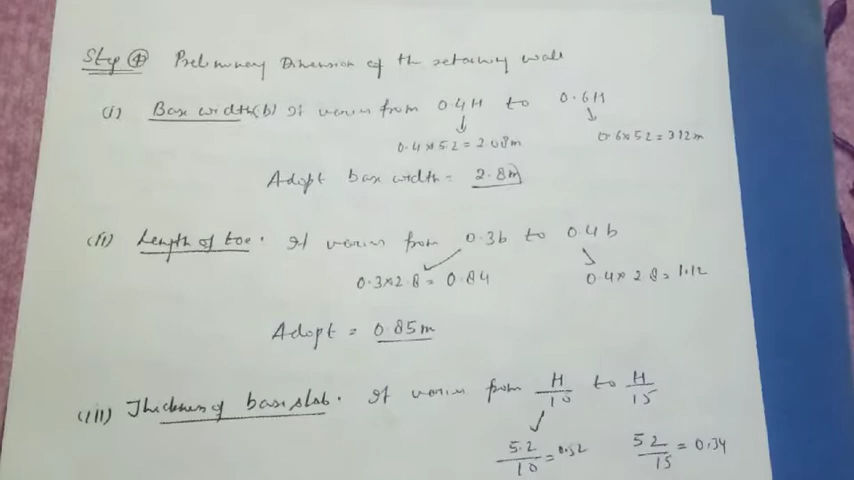 Step ④ Preliminary Dimension of the retaining wall
(i) Base width(b) It varies from 0.4H to 0.6H
0.4×5.2 = 2.08m 0.6×5.2 = 3.12m
Adopt base width = 2.8m
(ii) Length of toe. It varies from 0.3b to 0.4b
0.3×2.8 = 0.84 0.4×2.8 = 1.12
Adopt = 0.85m
(iii) Thickness of base slab. It varies from H/10 to H/15
5.2/10 = 0.52 5.2/15 = 0.34